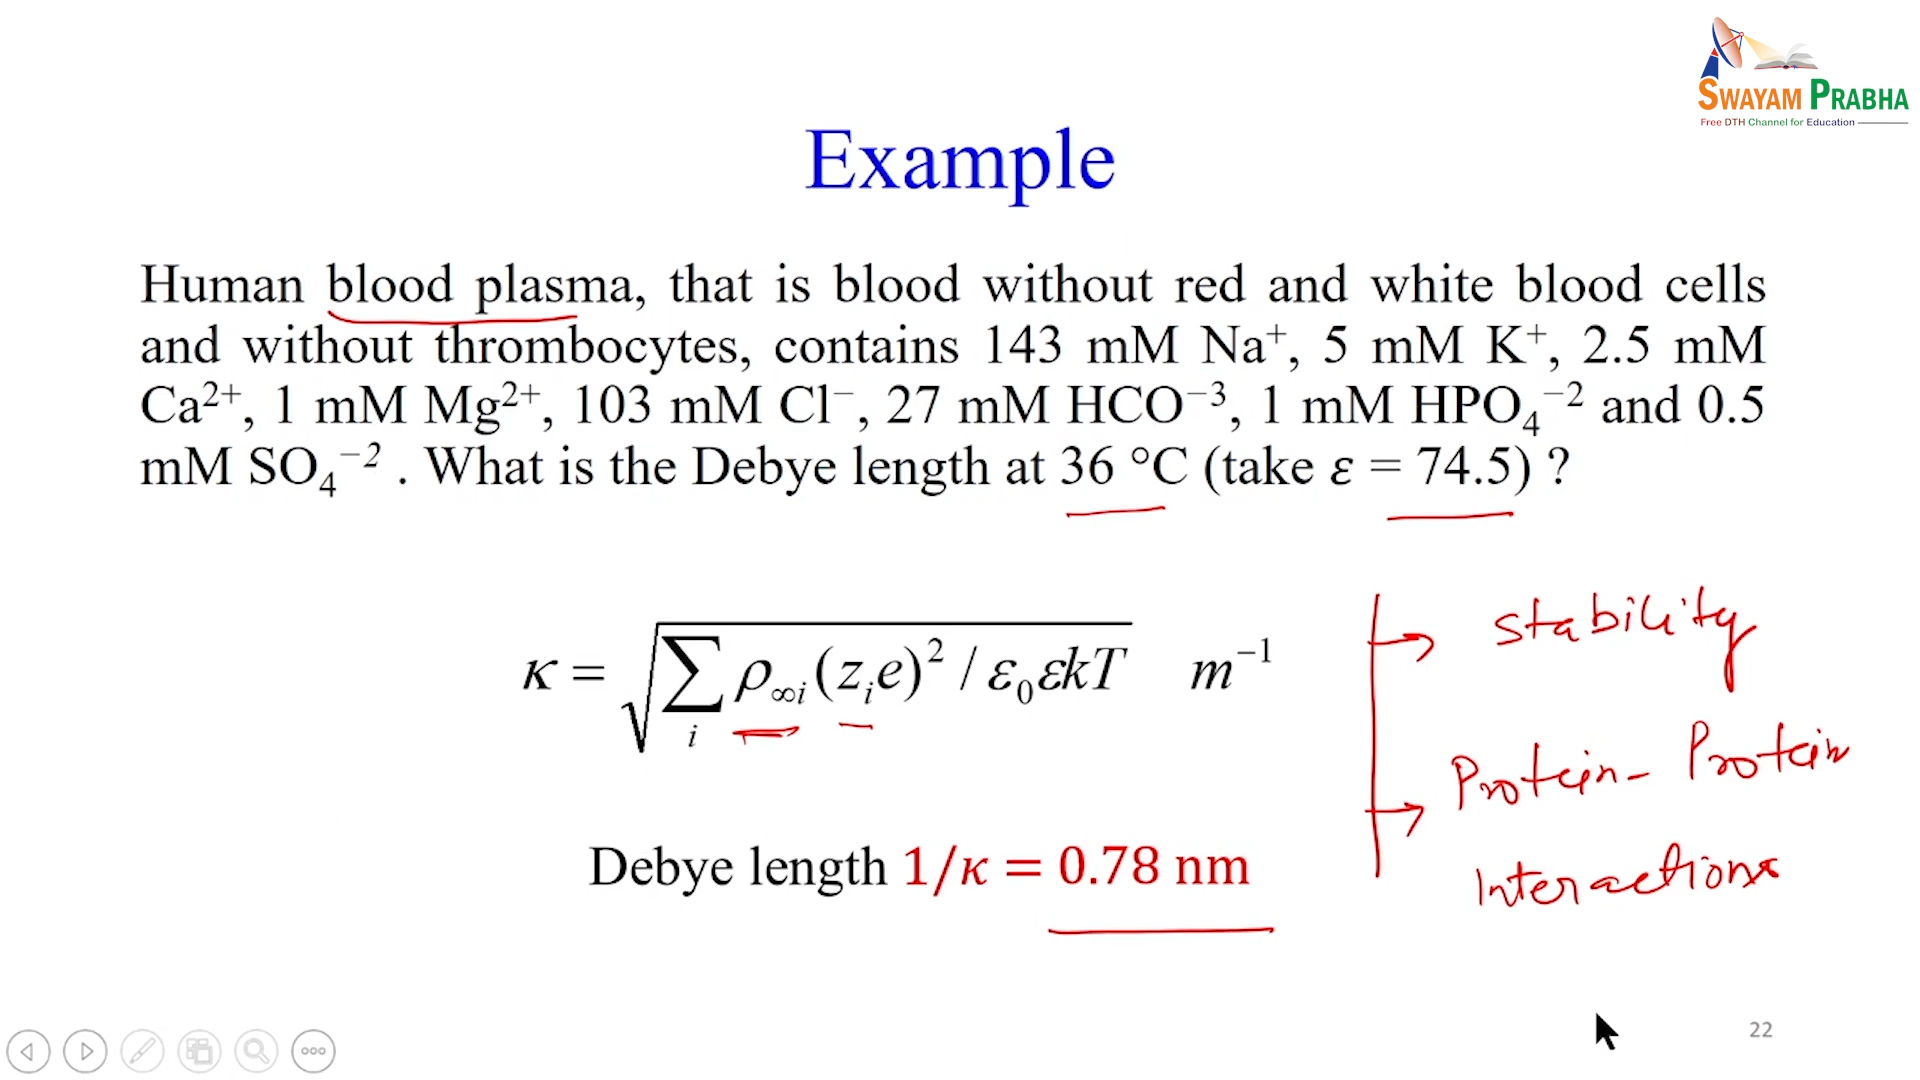 SWAYAM PRABHA
Free DTH Channel for Education
Example
Human blood plasma, that is blood without red and white blood cells
and without thrombocytes, contains 143 mM Na⁺, 5 mM K⁺, 2.5 mM
Ca²⁺, 1 mM Mg²⁺, 103 mM Cl⁻, 27 mM HCO⁻³, 1 mM HPO₄⁻² and 0.5
mM SO₄⁻² . What is the Debye length at 36 °C (take ε = 74.5) ?
κ = √(∑ᵢ ρ∞ᵢ (zᵢe)² / ε₀εkT) m⁻¹
Stability
Protein - Protein
Interactions
Debye length 1/κ = 0.78 nm
22